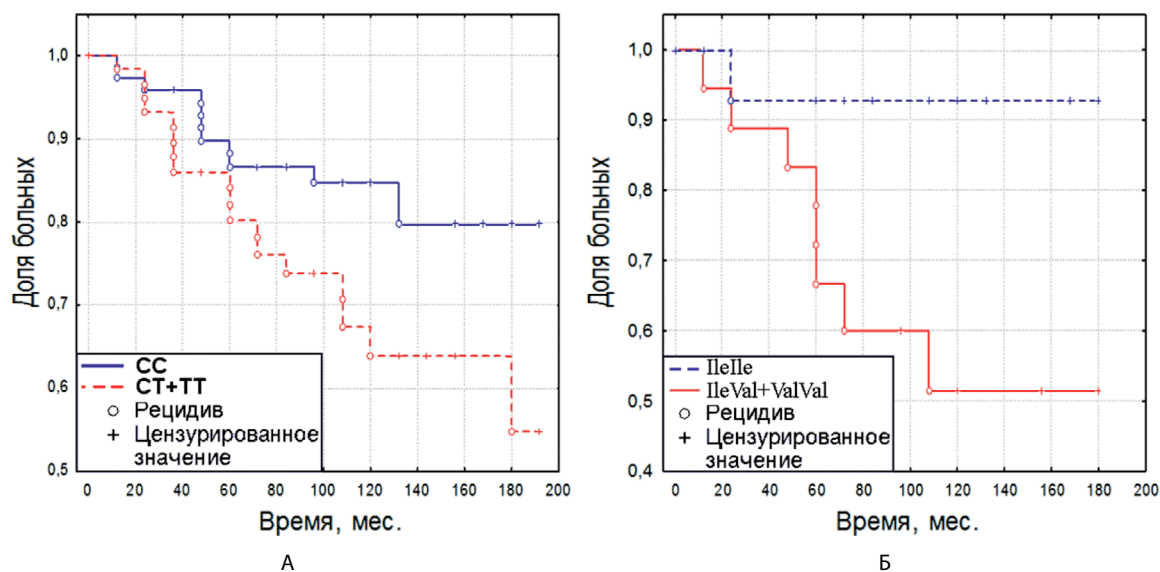 1,0
0,9
0,8
0,7
0,6
0,5
Доля больных
CC
CT+TT
Рецидив
Цензурированное
значение
0 20 40 60 80 100 120 140 160 180 200
Время, мес.
А
1,0
0,9
0,8
0,7
0,6
0,5
0,4
Доля больных
IleIle
IleVal+ValVal
Рецидив
Цензурированное
значение
0 20 40 60 80 100 120 140 160 180 200
Время, мес.
Б